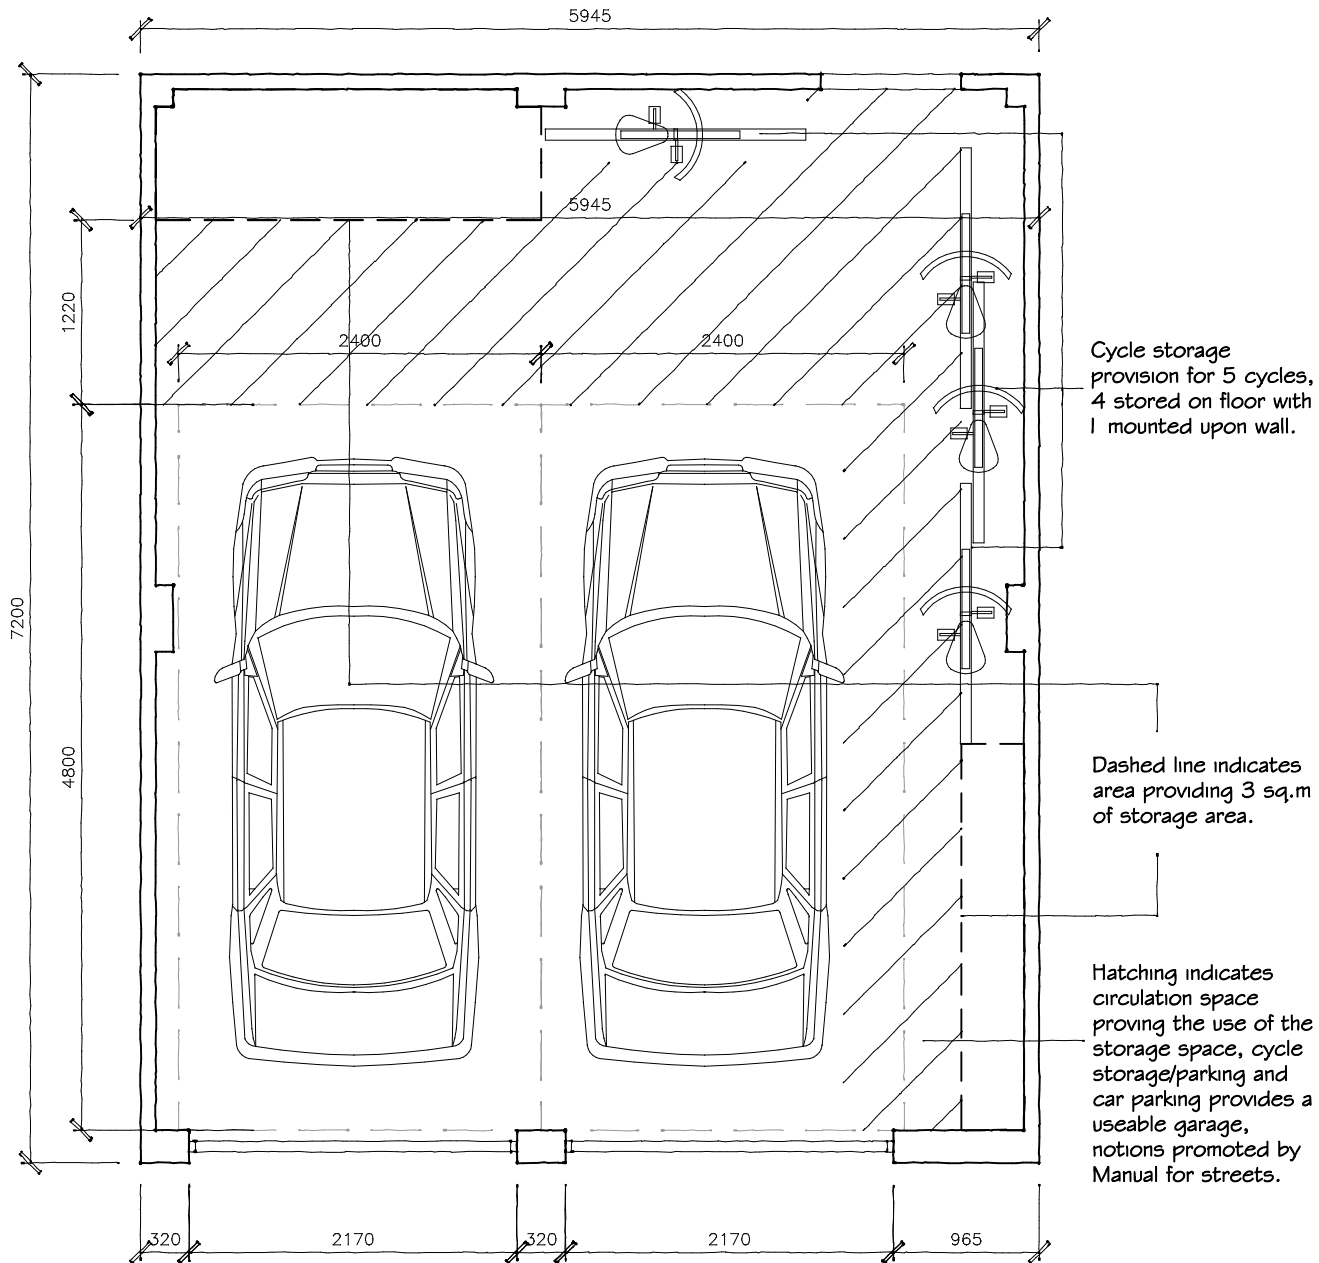 5945
5945
1220
2400
2400
Cycle storage
provision for 5 cycles,
4 stored on floor with
1 mounted upon wall.
7200
4800
Dashed line indicates
area providing 3 sq.m
of storage area.
Hatching indicates
circulation space
proving the use of the
storage space, cycle
storage/parking and
car parking provides a
useable garage,
notions promoted by
Manual for streets.
320
2170
320
2170
965